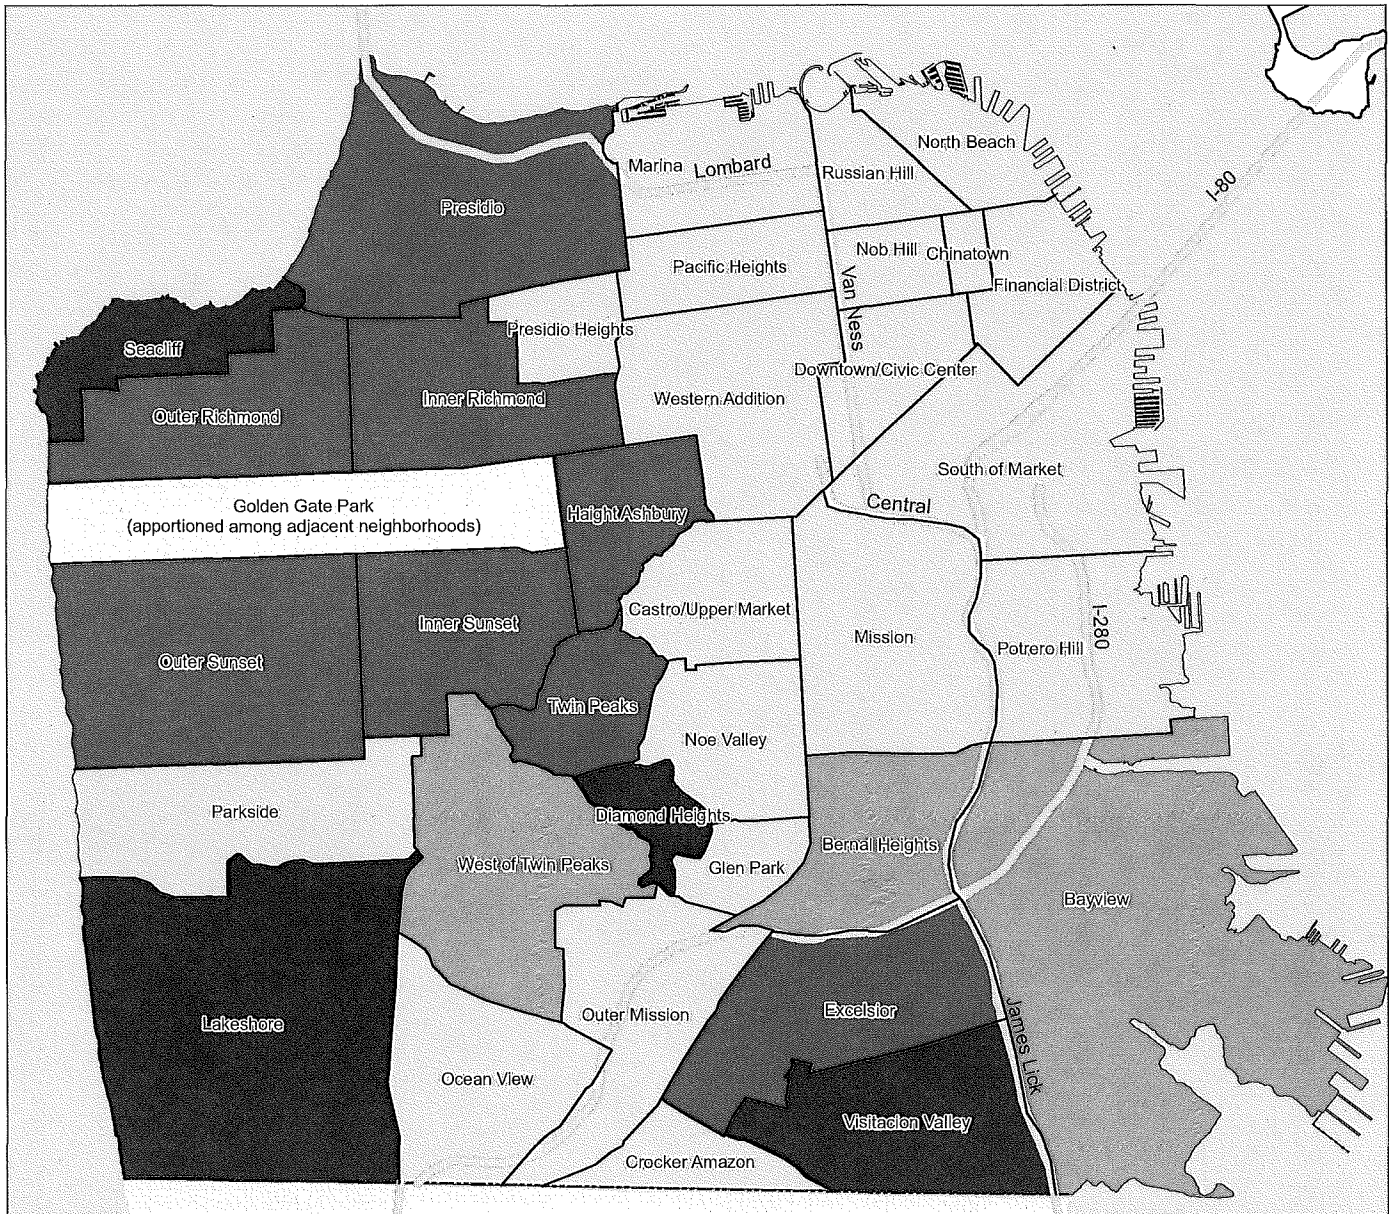 North Beach
Marina
Lombard
Russian Hill
I-80
Presidio
Nob Hill
Chinatown
Pacific Heights
Van Ness
Financial District
Presidio Heights
Seacliff
Downtown/Civic Center
Inner Richmond
Western Addition
Outer Richmond
South of Market
Golden Gate Park
(apportioned among adjacent neighborhoods)
Central
Haight Ashbury
Castro/Upper Market
Inner Sunset
Mission
I-280
Potrero Hill
Outer Sunset
Twin Peaks
Noe Valley
Parkside
Diamond Heights
Bernal Heights
West of Twin Peaks
Glen Park
Bayview
Excelsior
Outer Mission
Lakeshore
James Lick
Ocean View
Visitacion Valley
Crocker Amazon